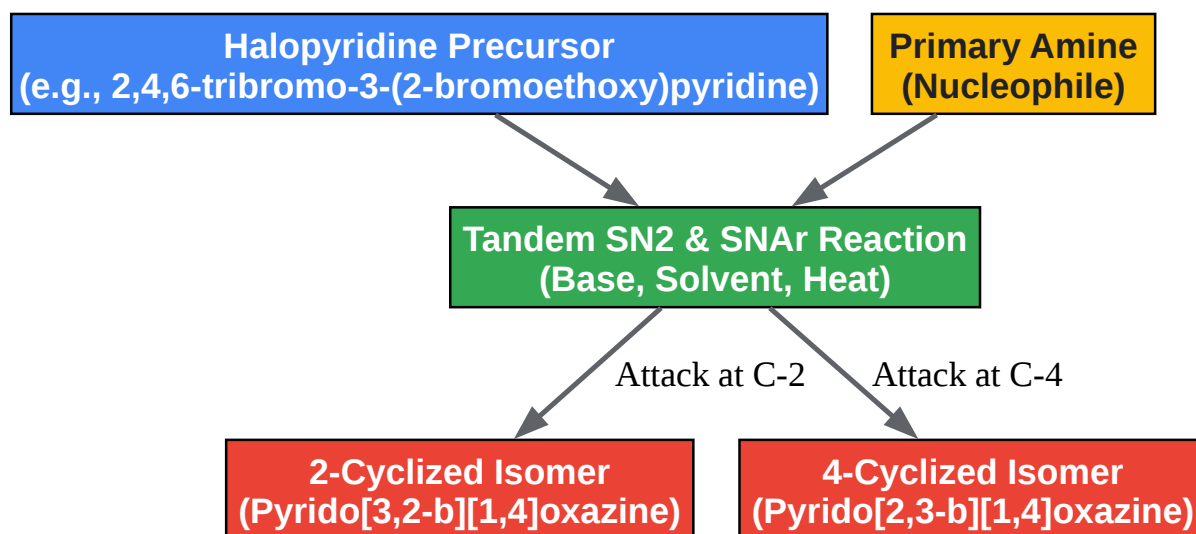 Halopyridine Precursor
(e.g., 2,4,6-tribromo-3-(2-bromoethoxy)pyridine)
Primary Amine
(Nucleophile)
Tandem SN2 & SNAr Reaction
(Base, Solvent, Heat)
Attack at C-2
Attack at C-4
2-Cyclized Isomer
(Pyrido[3,2-b][1,4]oxazine)
4-Cyclized Isomer
(Pyrido[2,3-b][1,4]oxazine)